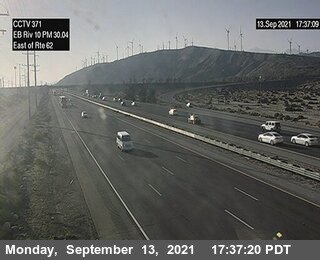 CCTV 371
EB Riv 10 PM 30.04
East of Rte 62
13.Sep 2021 17:37:09
Monday, September 13, 2021 17:37:20 PDT